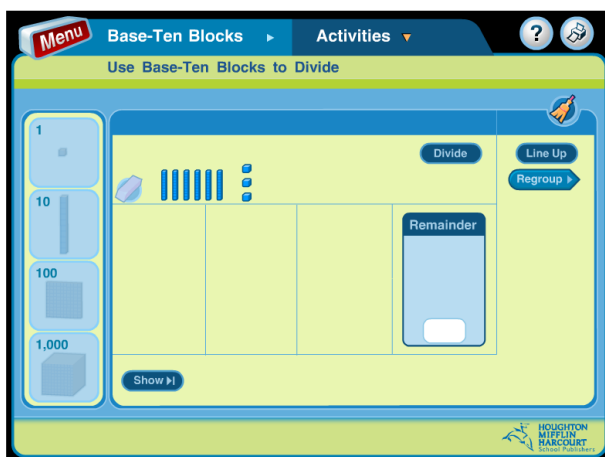 Menu
Base-Ten Blocks
Activities
?
Use Base-Ten Blocks to Divide
1
10
100
1,000
Divide
Line Up
Regroup
Remainder
Show
HOUGHTON
MIFFLIN
HARCOURT
School Publishers